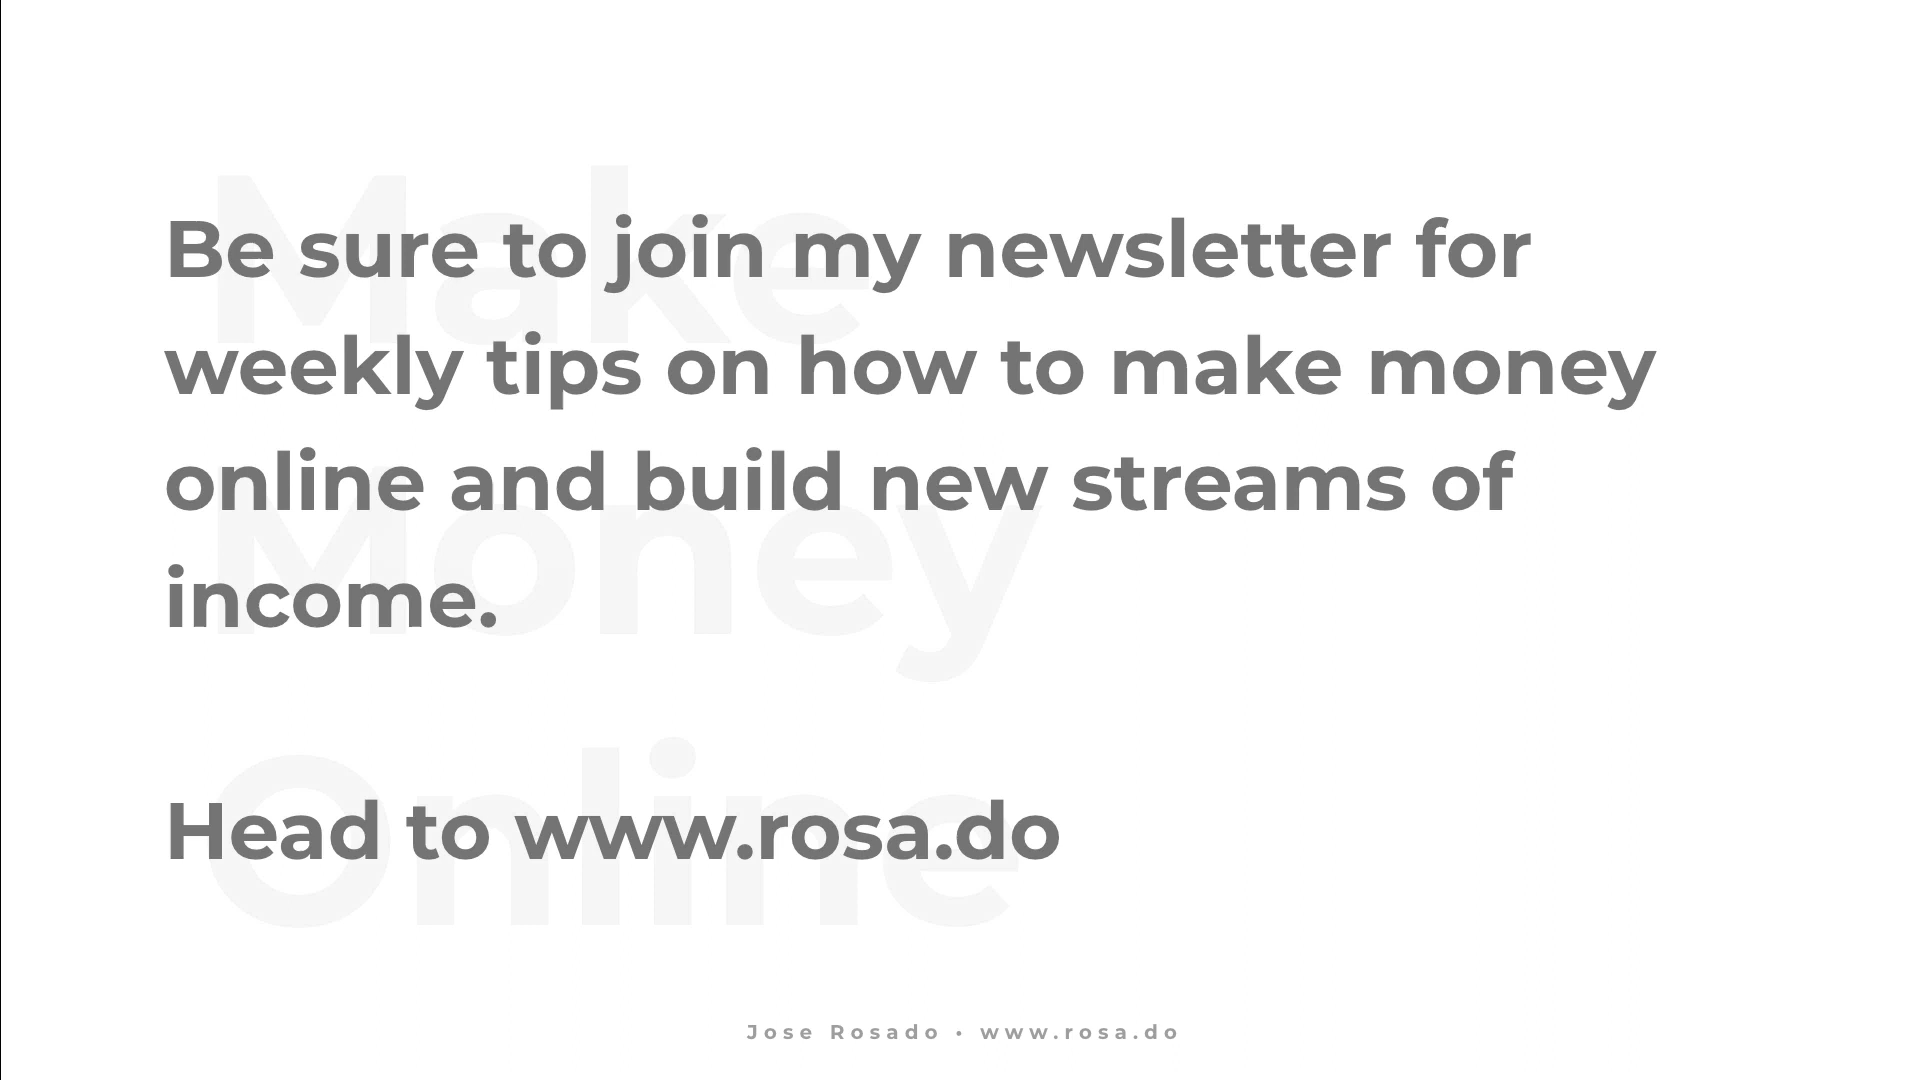 Make
Money
Online
Be sure to join my newsletter for
weekly tips on how to make money
online and build new streams of
income.
Head to www.rosa.do
Jose Rosado • www.rosa.do